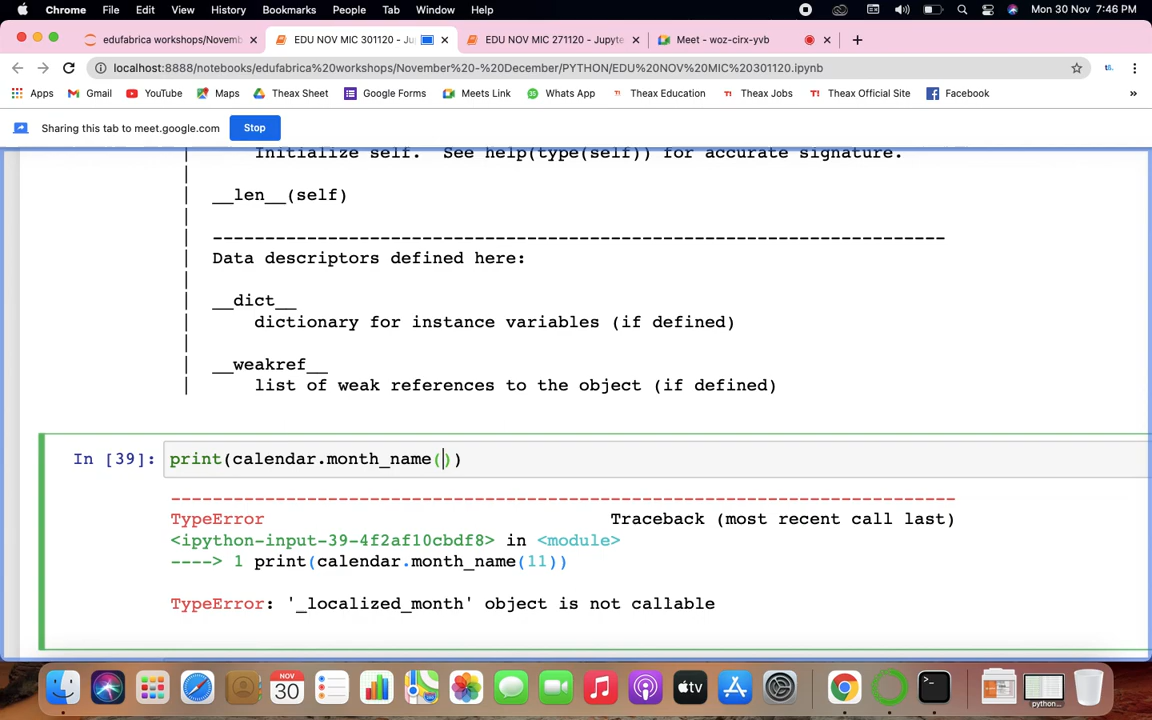 Chrome File Edit View History Bookmarks People Tab Window Help Mon 30 Nov 7:46 PM
edufabrica workshops/Novemb EDU NOV MIC 301120 - Ju EDU NOV MIC 271120 - Jupyte Meet - woz-cirx-yvb
localhost:8888/notebooks/edufabrica%20workshops/November%20-%20December/PYTHON/EDU%20NOV%20MIC%20301120.ipynb
Apps Gmail YouTube Maps Theax Sheet Google Forms Meets Link Whats App Theax Education Theax Jobs Theax Official Site Facebook »
Sharing this tab to meet.google.com Stop
| Initialize self. See help(type(self)) for accurate signature.
|
| __len__(self)
|
| ----------------------------------------------------------------------
| Data descriptors defined here:
|
| __dict__
| dictionary for instance variables (if defined)
|
| __weakref__
| list of weak references to the object (if defined)
In [39]: print(calendar.month_name())
---------------------------------------------------------------------------
TypeError Traceback (most recent call last)
<ipython-input-39-4f2af10cbdf8> in <module>
----> 1 print(calendar.month_name(11))
TypeError: '_localized_month' object is not callable
NOV
30
python...